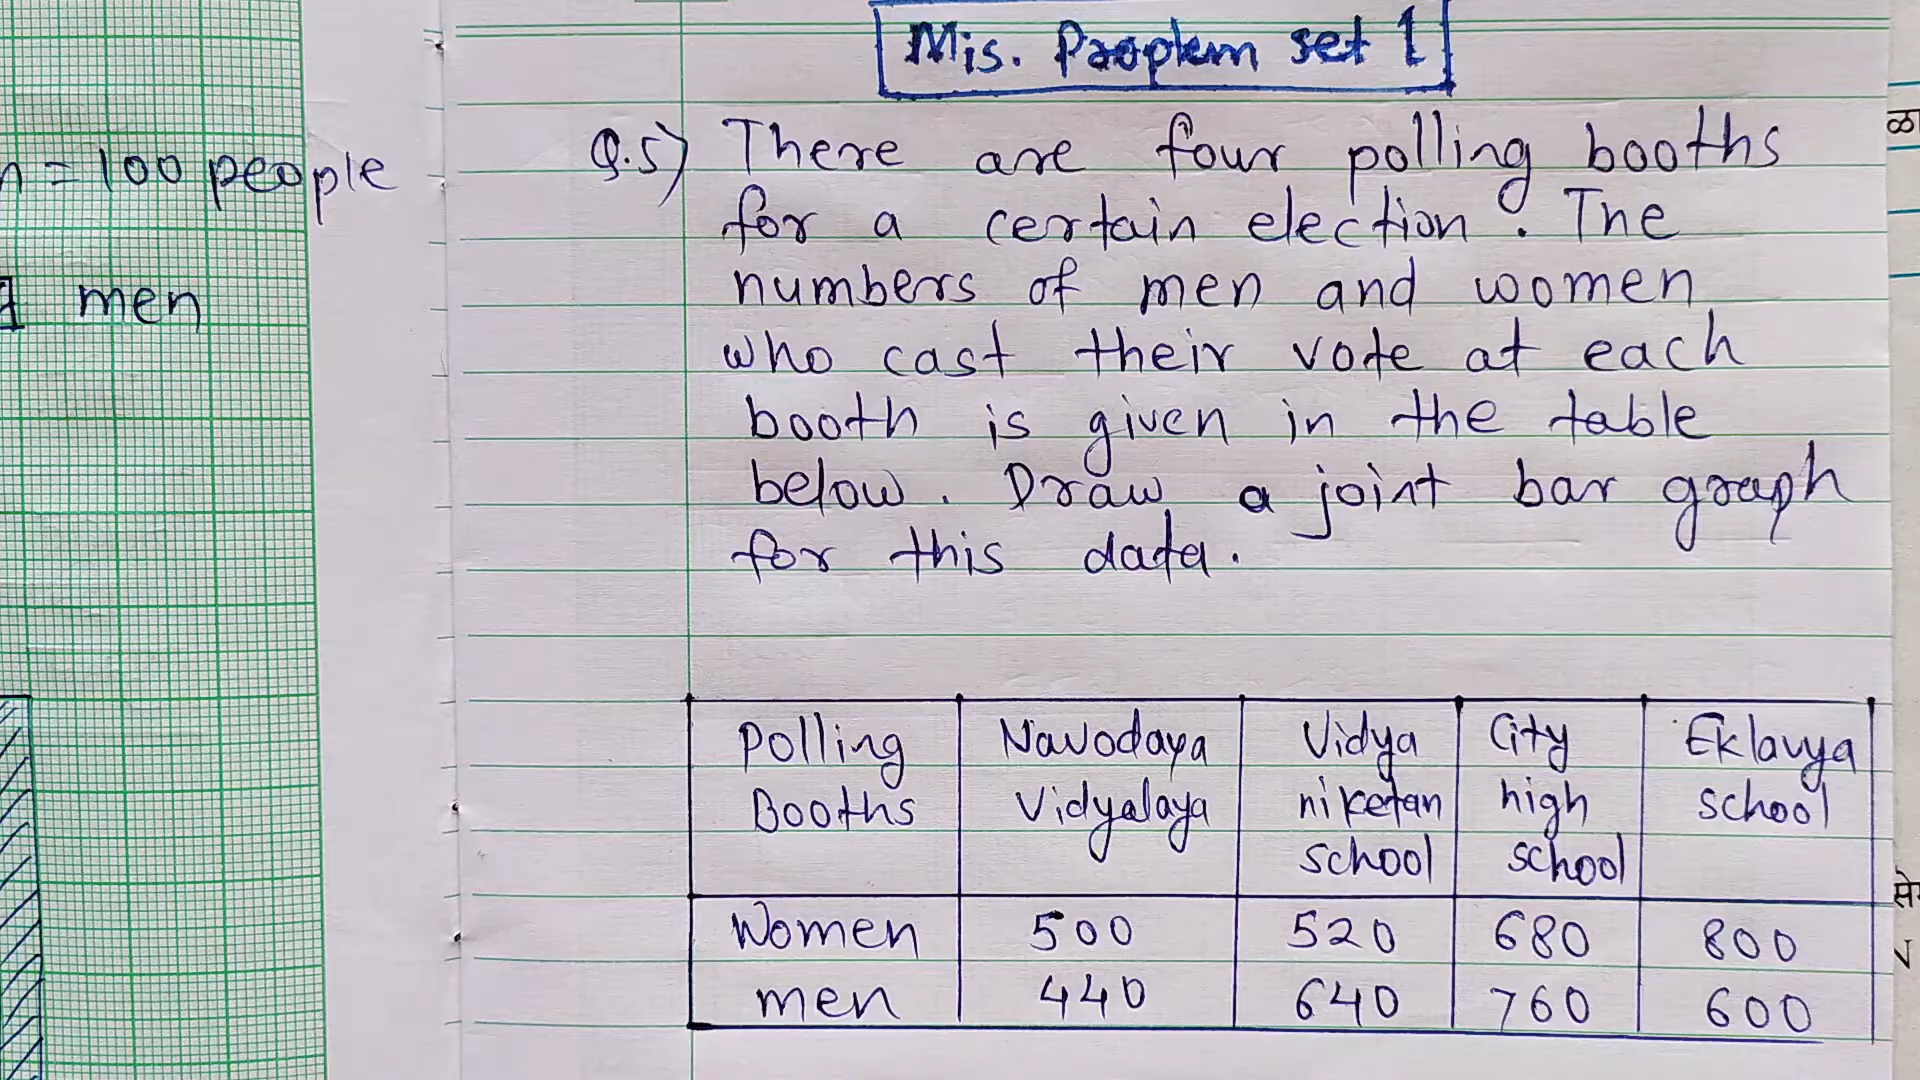 Mis. Proplem set 1
n = 100 people
men
Q.5) There are four polling booths
for a certain election. The
numbers of men and women
who cast their vote at each
booth is given in the table
below. Draw a joint bar graph
for this data.
Polling Booths | Navodaya Vidyalaya | Vidya niketan school | City high school | Eklavya school
Women 500 520 680 800
men 440 640 760 600